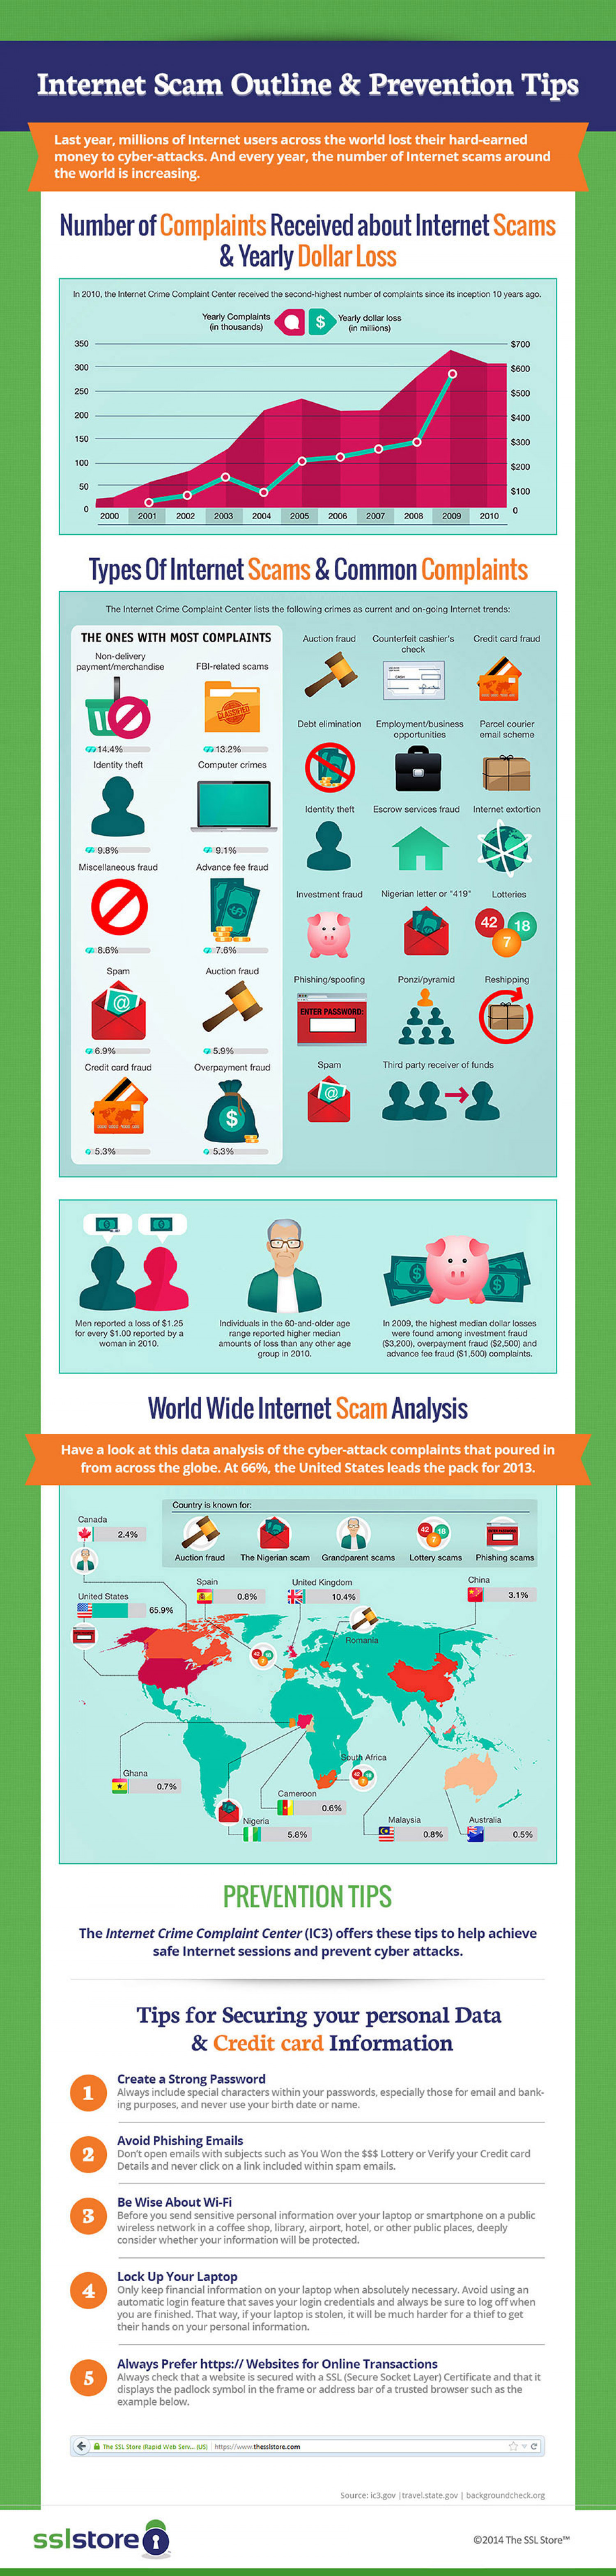 Internet Scam Outline & Prevention Tips
Last year, millions of Internet users across the world lost their hard-earned
money to cyber-attacks. And every year, the number of Internet scams around
the world is increasing.
Number of Complaints Received about Internet Scams
& Yearly Dollar Loss
In 2010, the Internet Crime Complaint Center received the second-highest number of complaints since its inception 10 years ago.
Yearly Complaints
(in thousands)
$
Yearly dollar loss
(in millions)
350
300
250
200
150
100
50
0
$700
$600
$500
$400
$300
$200
$100
0
2000 2001 2002 2003 2004 2005 2006 2007 2008 2009 2010
Types Of Internet Scams & Common Complaints
The Internet Crime Complaint Center lists the following crimes as current and on-going Internet trends:
THE ONES WITH MOST COMPLAINTS
Non-delivery
payment/merchandise
FBI-related scams
CLASSIFIED
14.4%
13.2%
Identity theft
Computer crimes
9.8%
9.1%
Miscellaneous fraud
Advance fee fraud
8.6%
7.6%
Spam
Auction fraud
@
6.9%
5.9%
Credit card fraud
Overpayment fraud
$
5.3%
5.3%
Auction fraud
Counterfeit cashier's
check
Credit card fraud
Debt elimination
Employment/business
opportunities
Parcel courier
email scheme
Identity theft
Escrow services fraud
Internet extortion
Investment fraud
Nigerian letter or "419"
Lotteries
42
18
7
Phishing/spoofing
Ponzi/pyramid
Reshipping
ENTER PASSWORD:
Spam
Third party receiver of funds
@
Men reported a loss of $1.25
for every $1.00 reported by a
woman in 2010.
Individuals in the 60-and-older age
range reported higher median
amounts of loss than any other age
group in 2010.
In 2009, the highest median dollar losses
were found among investment fraud
($3,200), overpayment fraud ($2,500) and
advance fee fraud ($1,500) complaints.
World Wide Internet Scam Analysis
Have a look at this data analysis of the cyber-attack complaints that poured in
from across the globe. At 66%, the United States leads the pack for 2013.
Country is known for:
Auction fraud
The Nigerian scam
Grandparent scams
Lottery scams
Phishing scams
Canada
2.4%
United States
65.9%
Spain
0.8%
United Kingdom
10.4%
China
3.1%
Romania
South Africa
Ghana
0.7%
Cameroon
0.6%
Nigeria
5.8%
Malaysia
0.8%
Australia
0.5%
PREVENTION TIPS
The Internet Crime Complaint Center (IC3) offers these tips to help achieve
safe Internet sessions and prevent cyber attacks.
Tips for Securing your personal Data
& Credit card Information
1
Create a Strong Password
Always include special characters within your passwords, especially those for email and bank-
ing purposes, and never use your birth date or name.
2
Avoid Phishing Emails
Don't open emails with subjects such as You Won the $$$ Lottery or Verify your Credit card
Details and never click on a link included within spam emails.
3
Be Wise About Wi-Fi
Before you send sensitive personal information over your laptop or smartphone on a public
wireless network in a coffee shop, library, airport, hotel, or other public places, deeply
consider whether your information will be protected.
4
Lock Up Your Laptop
Only keep financial information on your laptop when absolutely necessary. Avoid using an
automatic login feature that saves your login credentials and always be sure to log off when
you are finished. That way, if your laptop is stolen, it will be much harder for a thief to get
their hands on your personal information.
5
Always Prefer https:// Websites for Online Transactions
Always check that a website is secured with a SSL (Secure Socket Layer) Certificate and that it
displays the padlock symbol in the frame or address bar of a trusted browser such as the
example below.
The SSL Store (Rapid Web Serv... (US) https://www.thesslstore.com
Source: ic3.gov | travel.state.gov | backgroundcheck.org
sslstore
©2014 The SSL Store™